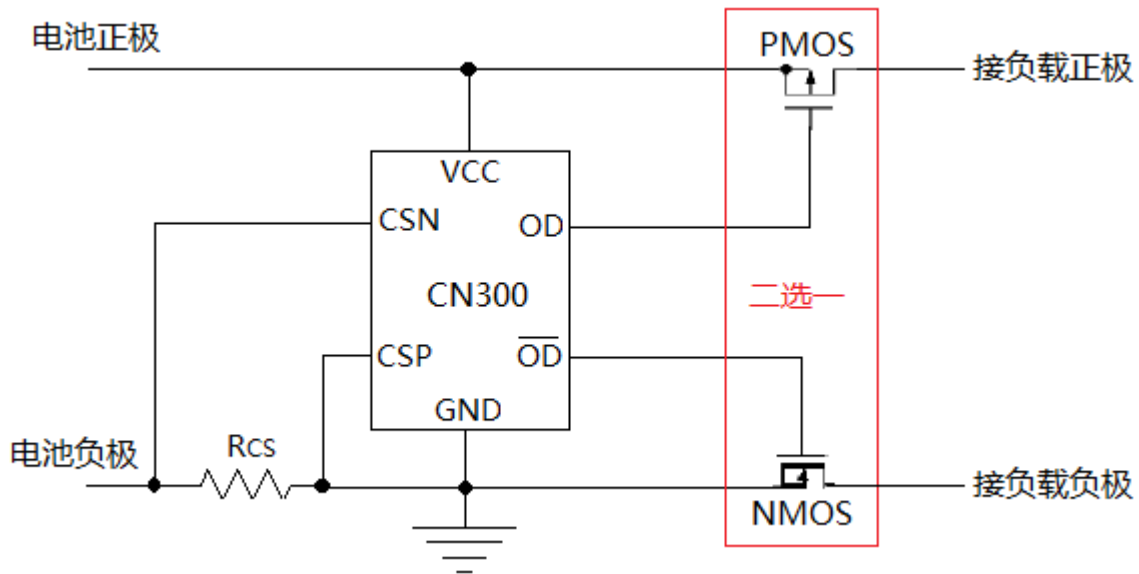 电池正极
PMOS
接负载正极
VCC
CSN
OD
CN300
二选一
CSP
O̅D̅
GND
电池负极
RCS
接负载负极
NMOS